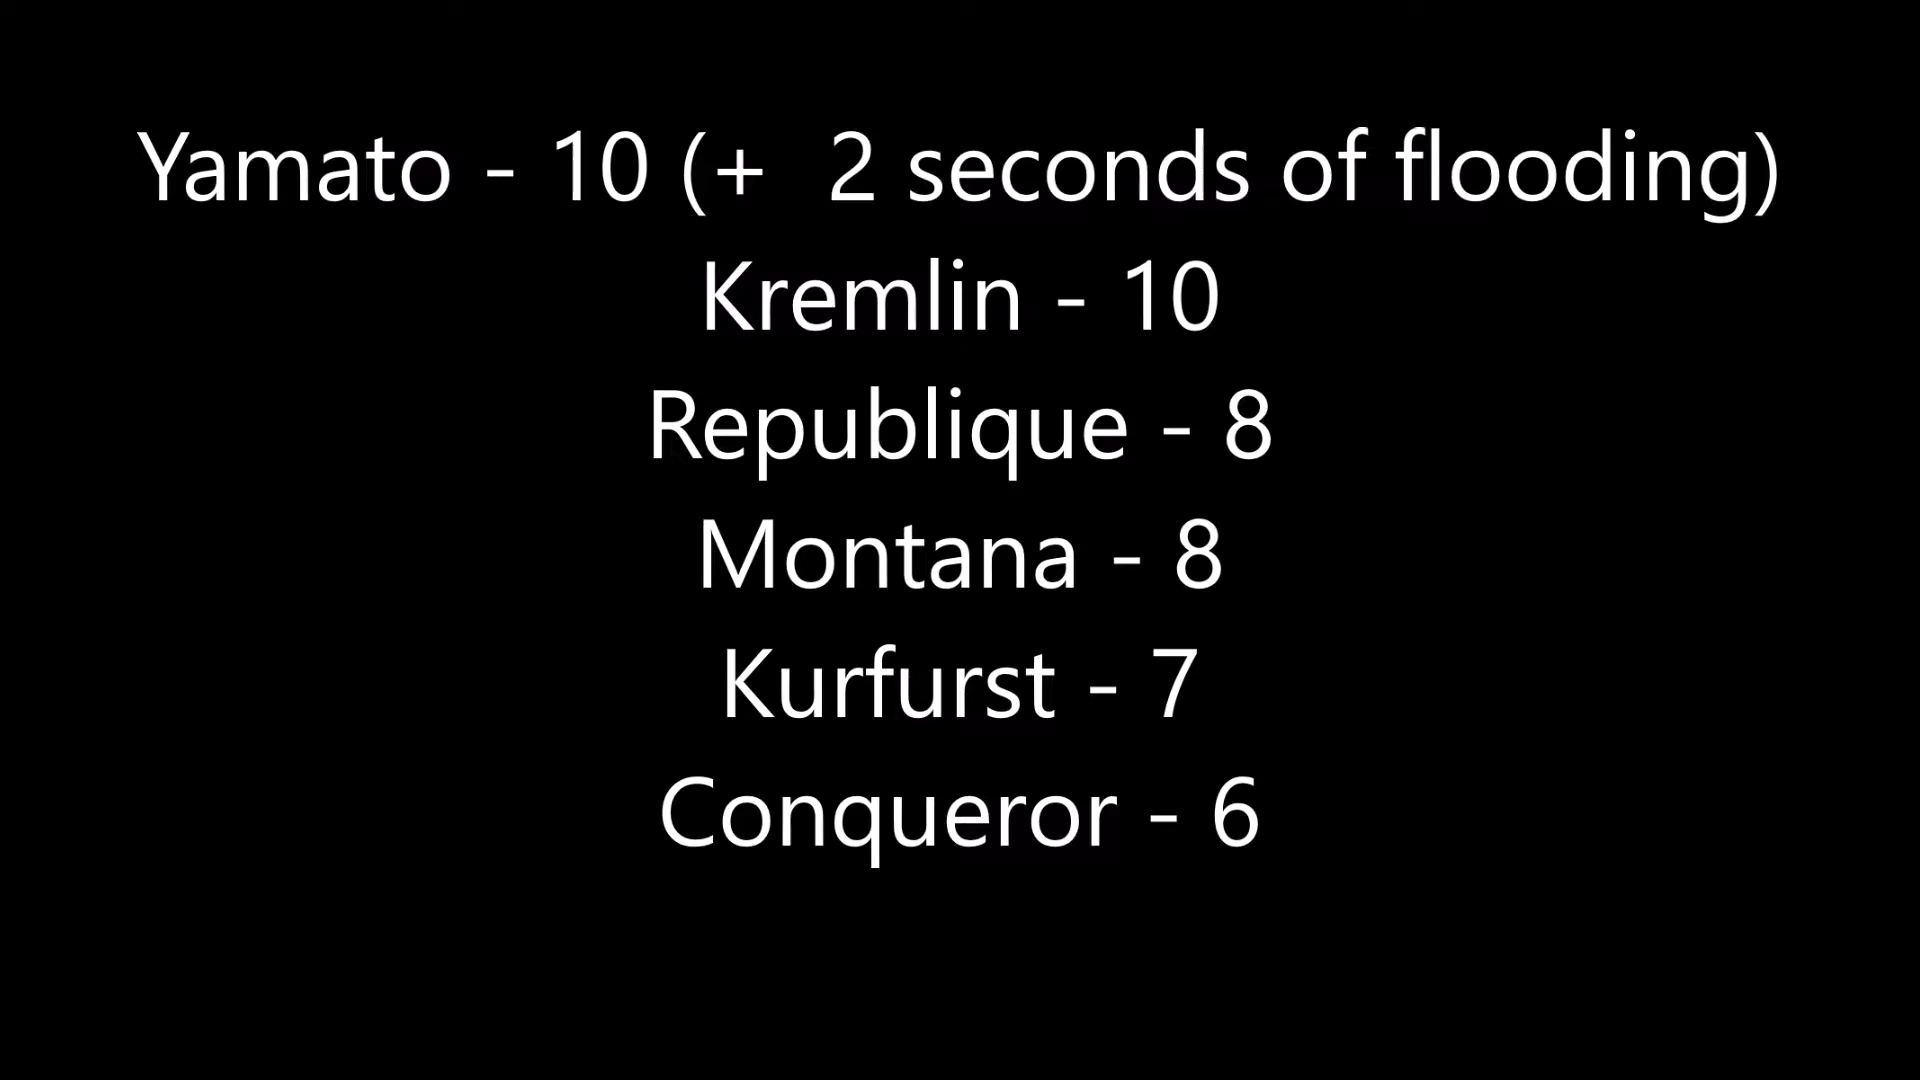 Yamato - 10 (+  2 seconds of flooding)
Kremlin - 10
Republique - 8
Montana - 8
Kurfurst - 7
Conqueror - 6